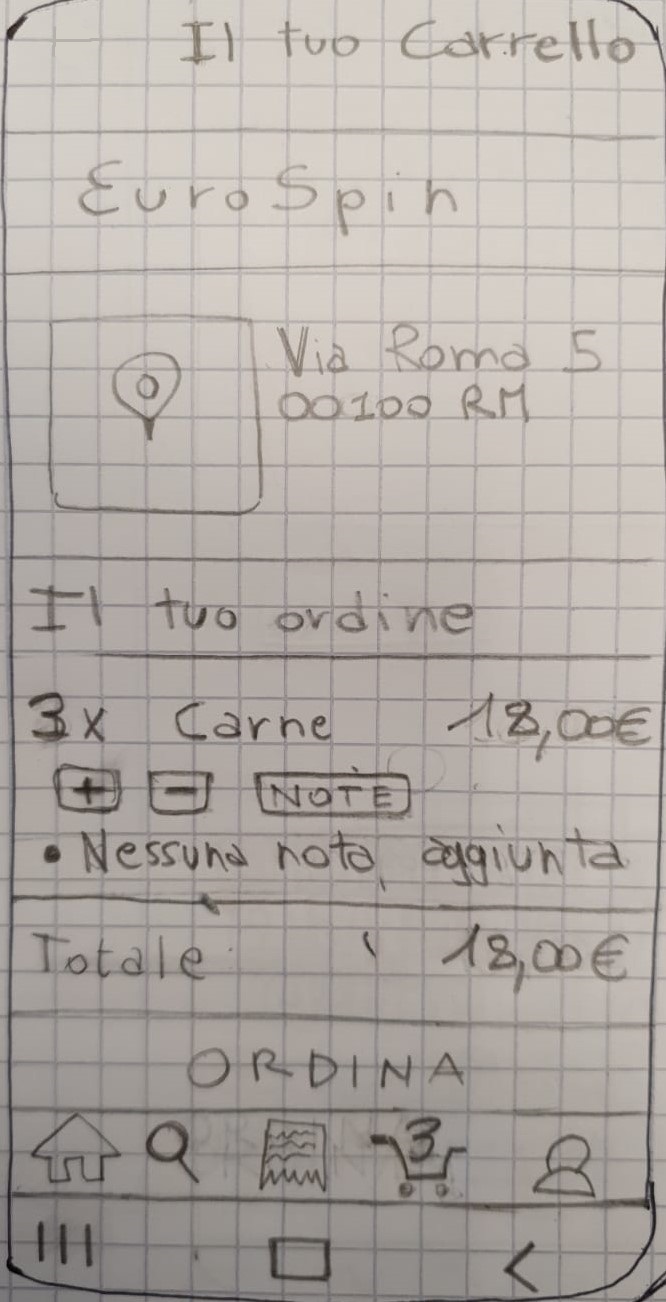 Il tuo Carrello
EuroSpin
Via Roma 5
00100 RM
Il tuo ordine
3x Carne 18,00€
+ - NOTE
• Nessuna nota aggiunta
Totale 18,00€
ORDINA
3